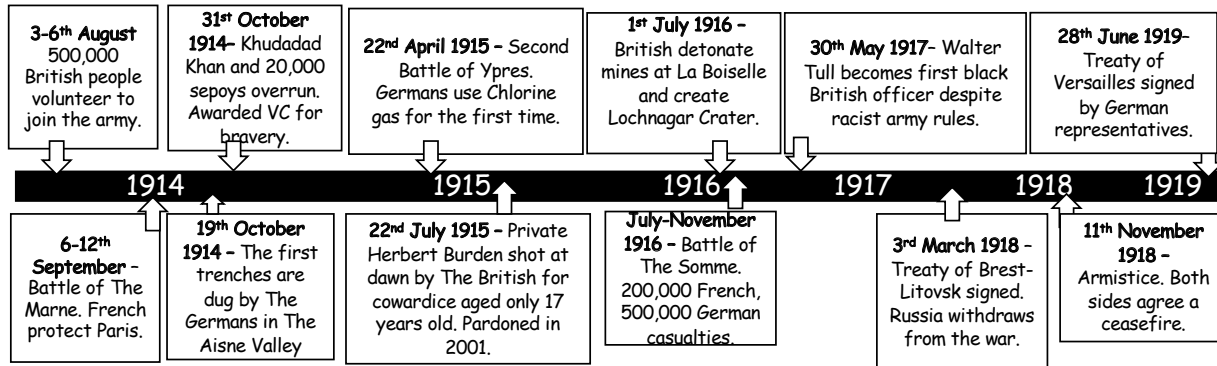 3-6th August
500,000
British people
volunteer to
join the army.
31st October
1914– Khudadad
Khan and 20,000
sepoys overrun.
Awarded VC for
bravery.
22nd April 1915 – Second
Battle of Ypres.
Germans use Chlorine
gas for the first time.
1st July 1916 –
British detonate
mines at La Boiselle
and create
Lochnagar Crater.
30th May 1917– Walter
Tull becomes first black
British officer despite
racist army rules.
28th June 1919–
Treaty of
Versailles signed
by German
representatives.
1914 1915 1916 1917 1918 1919
6-12th
September –
Battle of The
Marne. French
protect Paris.
19th October
1914 – The first
trenches are
dug by The
Germans in The
Aisne Valley
22nd July 1915 – Private
Herbert Burden shot at
dawn by The British for
cowardice aged only 17
years old. Pardoned in
2001.
July-November
1916 – Battle of
The Somme.
200,000 French,
500,000 German
casualties.
3rd March 1918 –
Treaty of Brest-
Litovsk signed.
Russia withdraws
from the war.
11th November
1918 –
Armistice. Both
sides agree a
ceasefire.